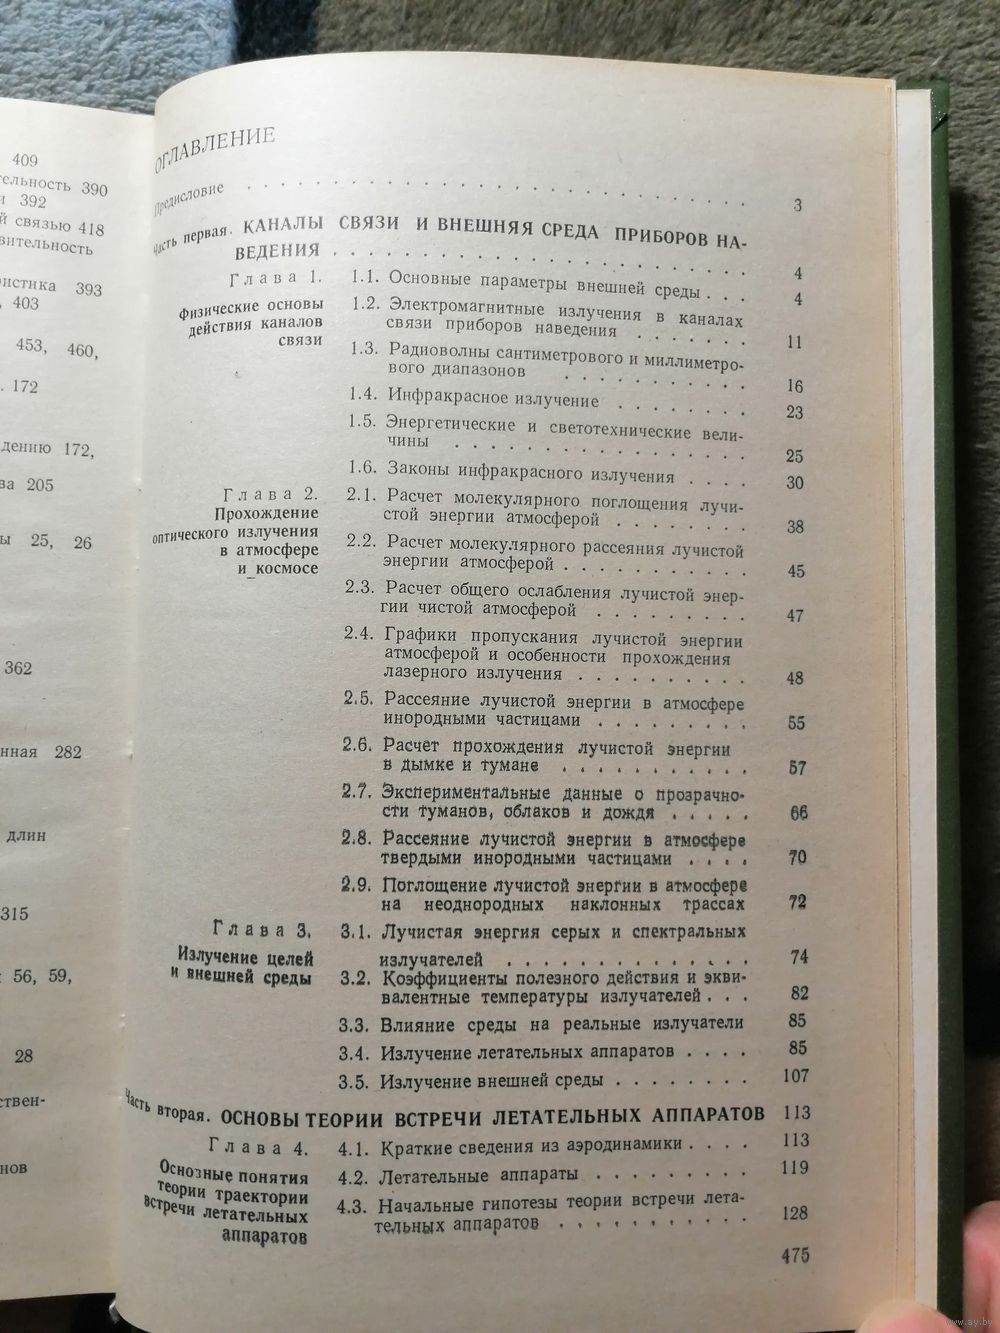 409
тельность 390
и 392
й связью 418
вительность
ристика 393
, 403
453, 460,
. 172
дению 172,
ва 205
ы 25, 26
362
нная 282
длин
315
56, 59,
28
ствен-
нов
ОГЛАВЛЕНИЕ
Предисловие . . . . . . . . . . . . . . . . . . . . . . 3
Часть первая. КАНАЛЫ СВЯЗИ И ВНЕШНЯЯ СРЕДА ПРИБОРОВ НА-
ВЕДЕНИЯ . . . . . . . . . . . . . . . . . . . . . . 4
Глава 1.
Физические основы
действия каналов
связи
1.1. Основные параметры внешней среды . . . 4
1.2. Электромагнитные излучения в каналах
связи приборов наведения . . . . . . . 11
1.3. Радиоволны сантиметрового и миллиметро-
вого диапазонов . . . . . . . . . . . 16
1.4. Инфракрасное излучение . . . . . . . . 23
1.5. Энергетические и светотехнические вели-
чины . . . . . . . . . . . . . . . . . 25
1.6. Законы инфракрасного излучения . . . . 30
Глава 2.
Прохождение
оптического излучения
в атмосфере
и космосе
2.1. Расчет молекулярного поглощения лучи-
стой энергии атмосферой . . . . . . . . 38
2.2. Расчет молекулярного рассеяния лучистой
энергии атмосферой . . . . . . . . . . . 45
2.3. Расчет общего ослабления лучистой энер-
гии чистой атмосферой . . . . . . . . . 47
2.4. Графики пропускания лучистой энергии
атмосферой и особенности прохождения
лазерного излучения . . . . . . . . . . 48
2.5. Рассеяние лучистой энергии в атмосфере
инородными частицами . . . . . . . . . 55
2.6. Расчет прохождения лучистой энергии
в дымке и тумане . . . . . . . . . . . 57
2.7. Экспериментальные данные о прозрачно-
сти туманов, облаков и дождя . . . . . 66
2.8. Рассеяние лучистой энергии в атмосфере
твердыми инородными частицами . . . . 70
2.9. Поглощение лучистой энергии в атмосфере
на неоднородных наклонных трассах 72
Глава 3.
Излучение целей
и внешней среды
3.1. Лучистая энергия серых и спектральных
излучателей . . . . . . . . . . . . . . 74
3.2. Коэффициенты полезного действия и экви-
валентные температуры излучателей . . . 82
3.3. Влияние среды на реальные излучатели 85
3.4. Излучение летательных аппаратов . . . . 85
3.5. Излучение внешней среды . . . . . . . . 107
Часть вторая. ОСНОВЫ ТЕОРИИ ВСТРЕЧИ ЛЕТАТЕЛЬНЫХ АППАРАТОВ 113
Глава 4.
Основные понятия
теории траектории
встречи летательных
аппаратов
4.1. Краткие сведения из аэродинамики . . . . 113
4.2. Летательные аппараты . . . . . . . . . 119
4.3. Начальные гипотезы теории встречи лета-
тельных аппаратов . . . . . . . . . . . 128
475
www.ay.by